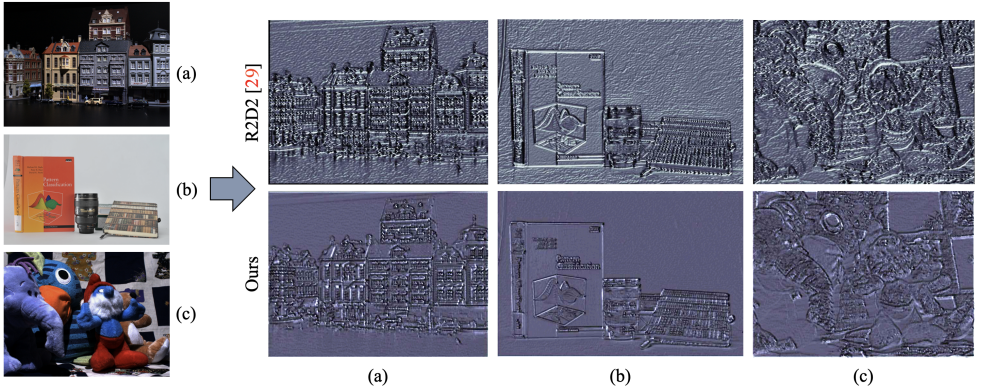 (a)
(b)
(c)
R2D2 [29]
Ours
Pattern
Classification
(a)
(b)
(c)